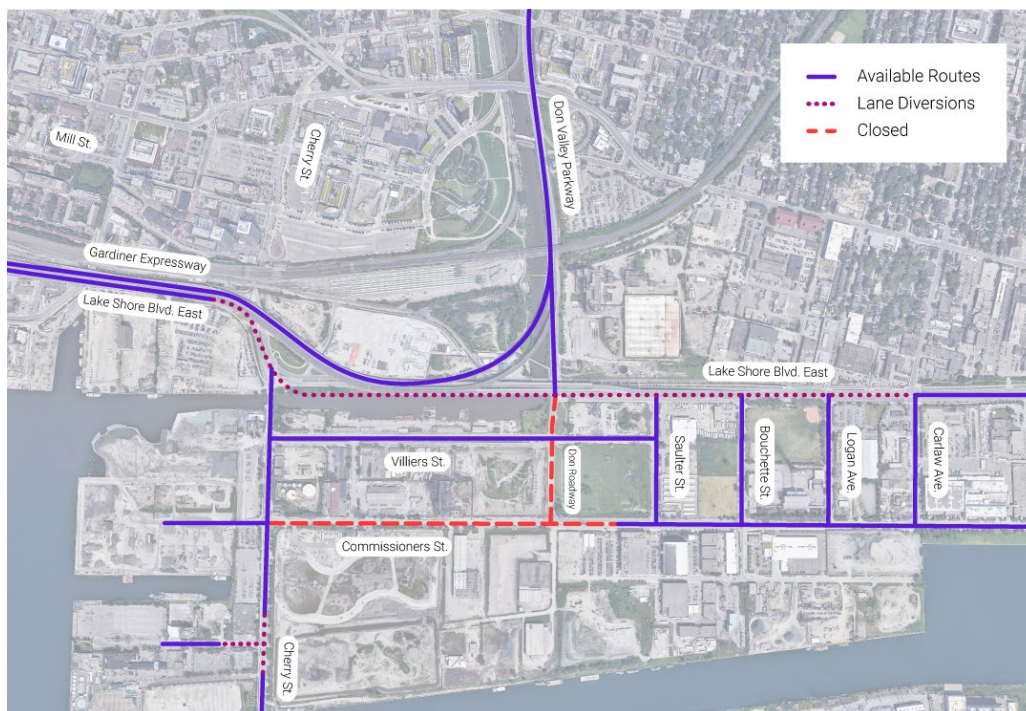 Available Routes
Lane Diversions
Closed
Mill St.
Cherry St.
Don Valley Parkway
Gardiner Expressway
Lake Shore Blvd. East
Lake Shore Blvd. East
Villiers St.
Don Roadway
Saulter St.
Bouchette St.
Logan Ave.
Carlaw Ave.
Commissioners St.
Cherry St.